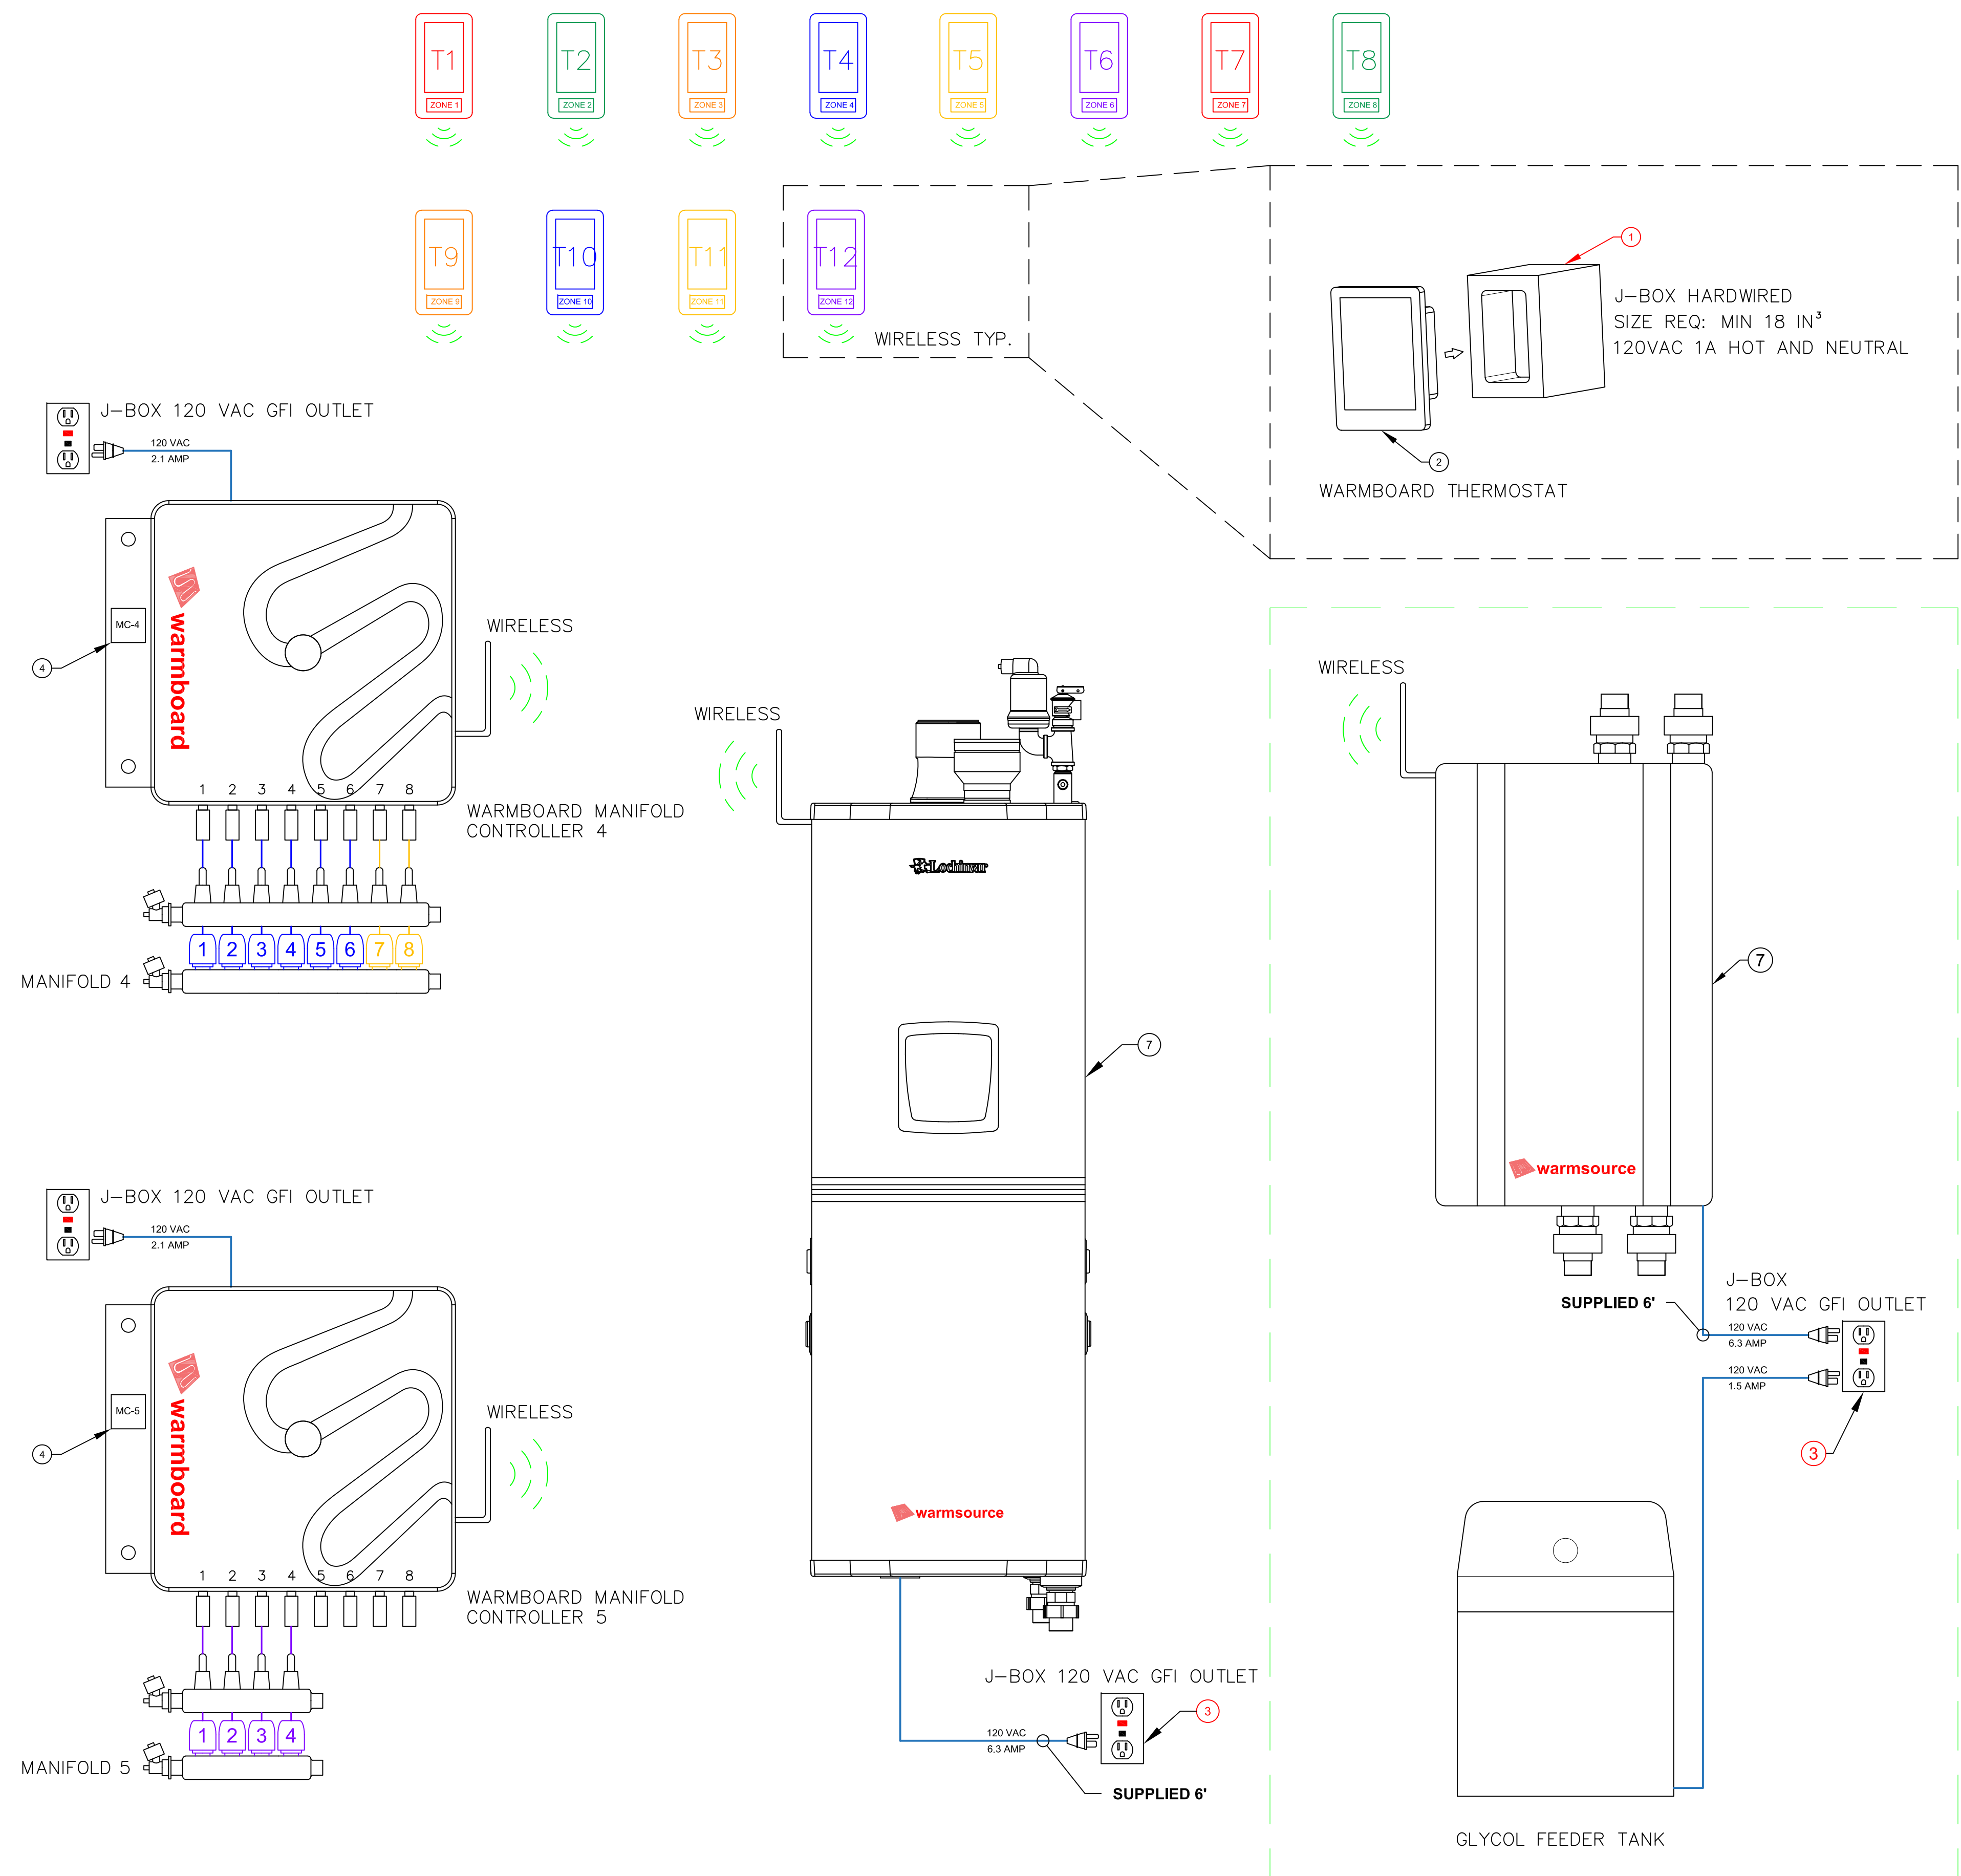 T1 T2 T3 T4 T5 T6 T7 T8
ZONE 1 ZONE 2 ZONE 3 ZONE 4 ZONE 5 ZONE 6 ZONE 7 ZONE 8
T9 T10 T11 T12
ZONE 9 ZONE 10 ZONE 11 ZONE 12
WIRELESS TYP.
1
J-BOX HARDWIRED
SIZE REQ: MIN 18 IN³
120VAC 1A HOT AND NEUTRAL
2
WARMBOARD THERMOSTAT
J-BOX 120 VAC GFI OUTLET
120 VAC
2.1 AMP
MC-4
4
warmboard
WIRELESS
1 2 3 4 5 6 7 8
WARMBOARD MANIFOLD
CONTROLLER 4
1 2 3 4 5 6 7 8
MANIFOLD 4
J-BOX 120 VAC GFI OUTLET
120 VAC
2.1 AMP
MC-5
4
warmboard
WIRELESS
1 2 3 4 5 6 7 8
WARMBOARD MANIFOLD
CONTROLLER 5
1 2 3 4
MANIFOLD 5
WIRELESS
Lochinvar
7
warmsource
J-BOX 120 VAC GFI OUTLET
3
120 VAC
6.3 AMP
SUPPLIED 6'
WIRELESS
7
warmsource
J-BOX
120 VAC GFI OUTLET
SUPPLIED 6'
120 VAC
6.3 AMP
120 VAC
1.5 AMP
3
GLYCOL FEEDER TANK